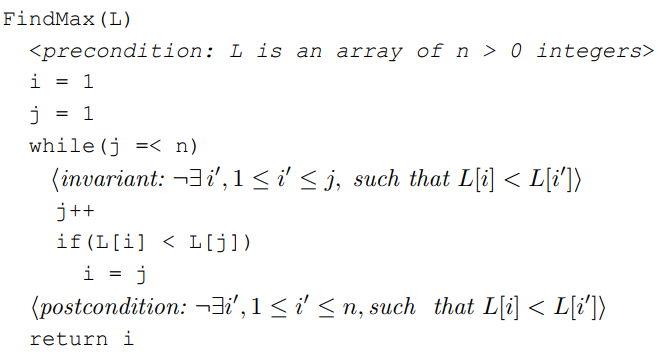 FindMax(L)
<precondition: L is an array of n > 0 integers>
i = 1
j = 1
while(j =< n)
⟨invariant: ¬∃i′, 1 ≤ i′ ≤ j, such that L[i] < L[i′]⟩
j++
if(L[i] < L[j])
i = j
⟨postcondition: ¬∃i′, 1 ≤ i′ ≤ n, such that L[i] < L[i′]⟩
return i